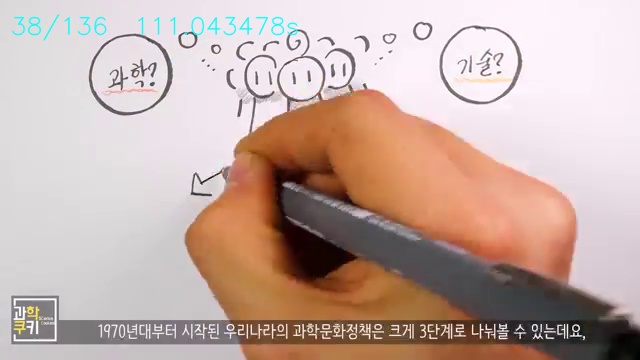 38/136 111.043478s
과학?
기술?
과학
쿠키
1970년대부터 시작된 우리나라의 과학문화정책은 크게 3단계로 나눠볼 수 있는데요,